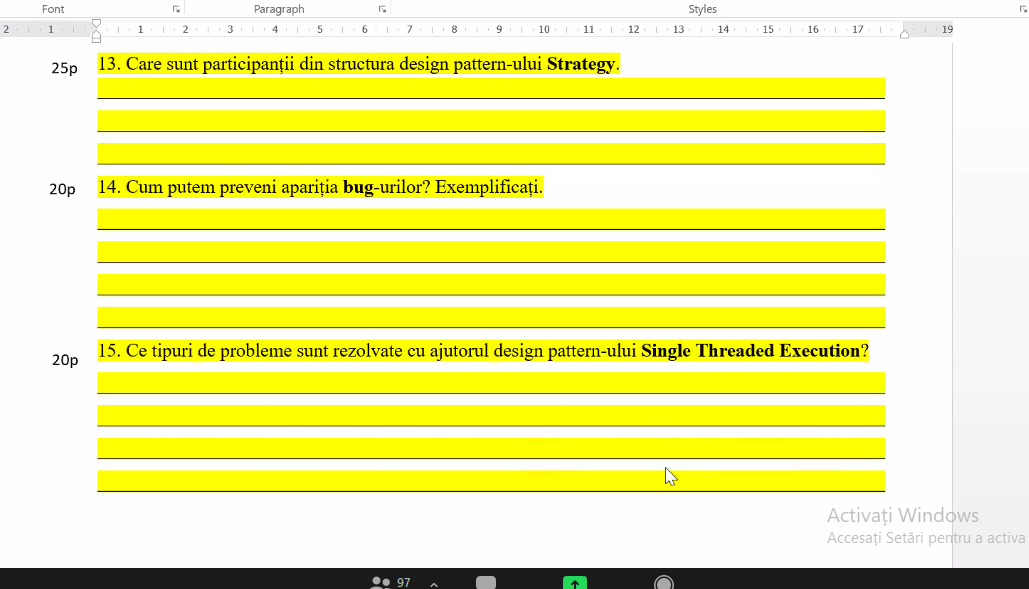 Font Paragraph Styles
2 1 1 2 3 4 5 6 7 8 9 10 11 12 13 14 15 16 17 19
25p 13. Care sunt participanții din structura design pattern-ului Strategy.
20p 14. Cum putem preveni apariția bug-urilor? Exemplificați.
20p 15. Ce tipuri de probleme sunt rezolvate cu ajutorul design pattern-ului Single Threaded Execution?
Activați Windows
Accesați Setări pentru a activa
97